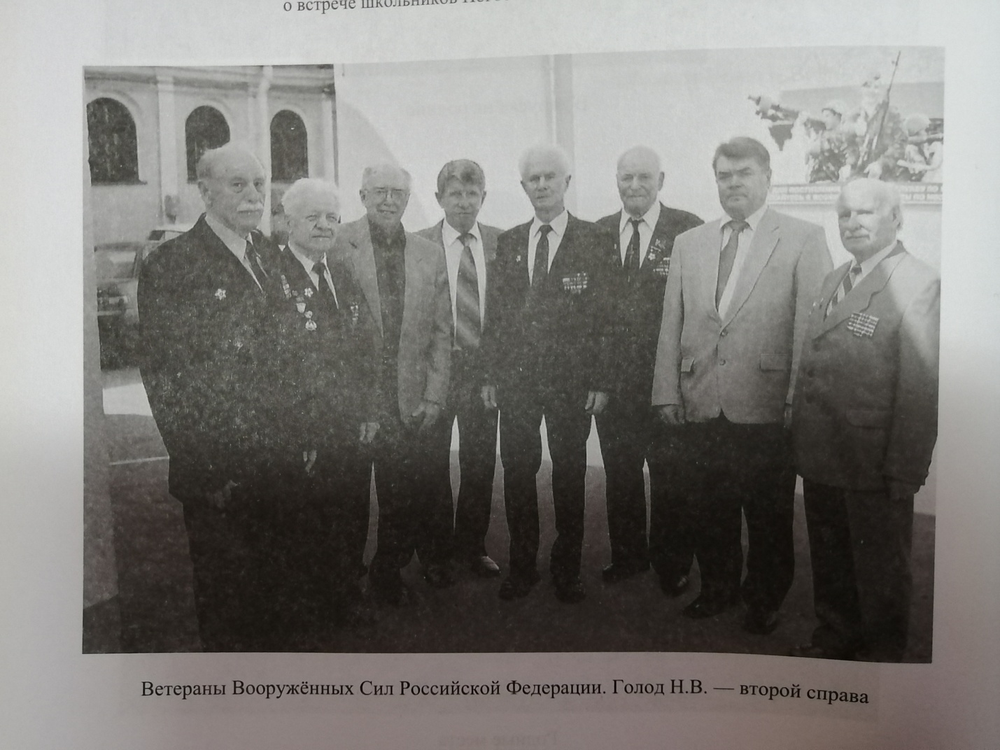 о встрече школьников
Ветераны Вооружённых Сил Российской Федерации. Голод Н.В. — второй справа